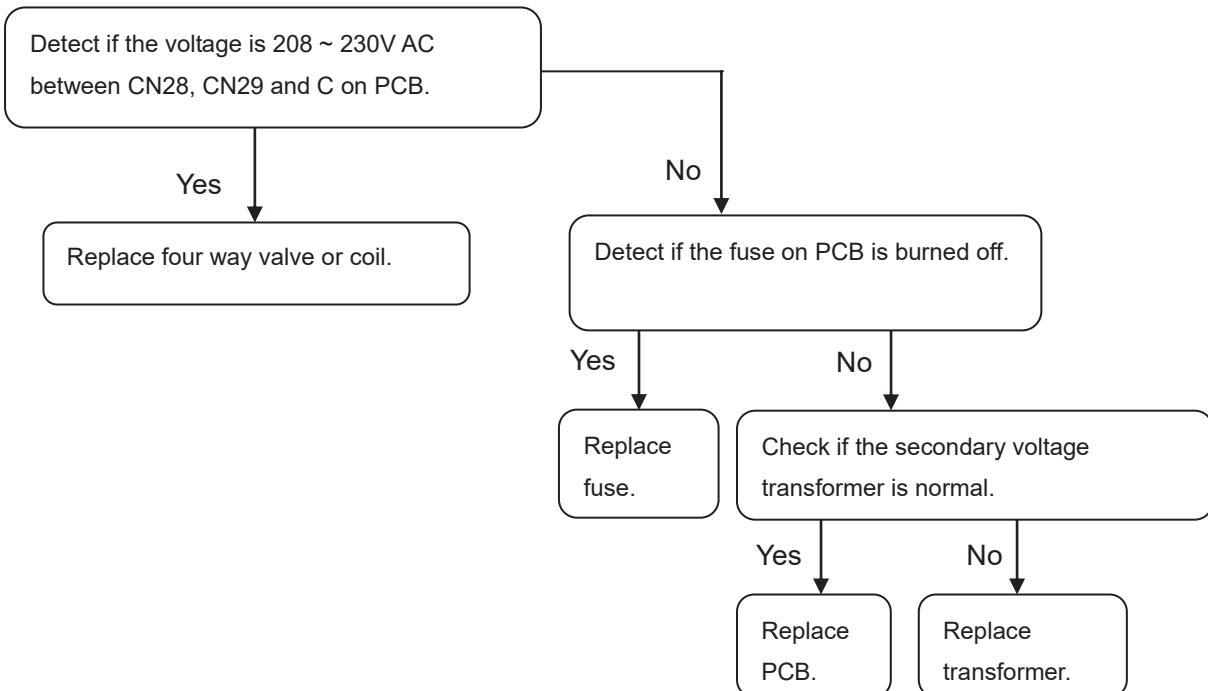 Detect if the voltage is 208 ~ 230V AC
between CN28, CN29 and C on PCB.
Yes
No
Replace four way valve or coil.
Detect if the fuse on PCB is burned off.
Yes
No
Replace
fuse.
Check if the secondary voltage
transformer is normal.
Yes
No
Replace
PCB.
Replace
transformer.